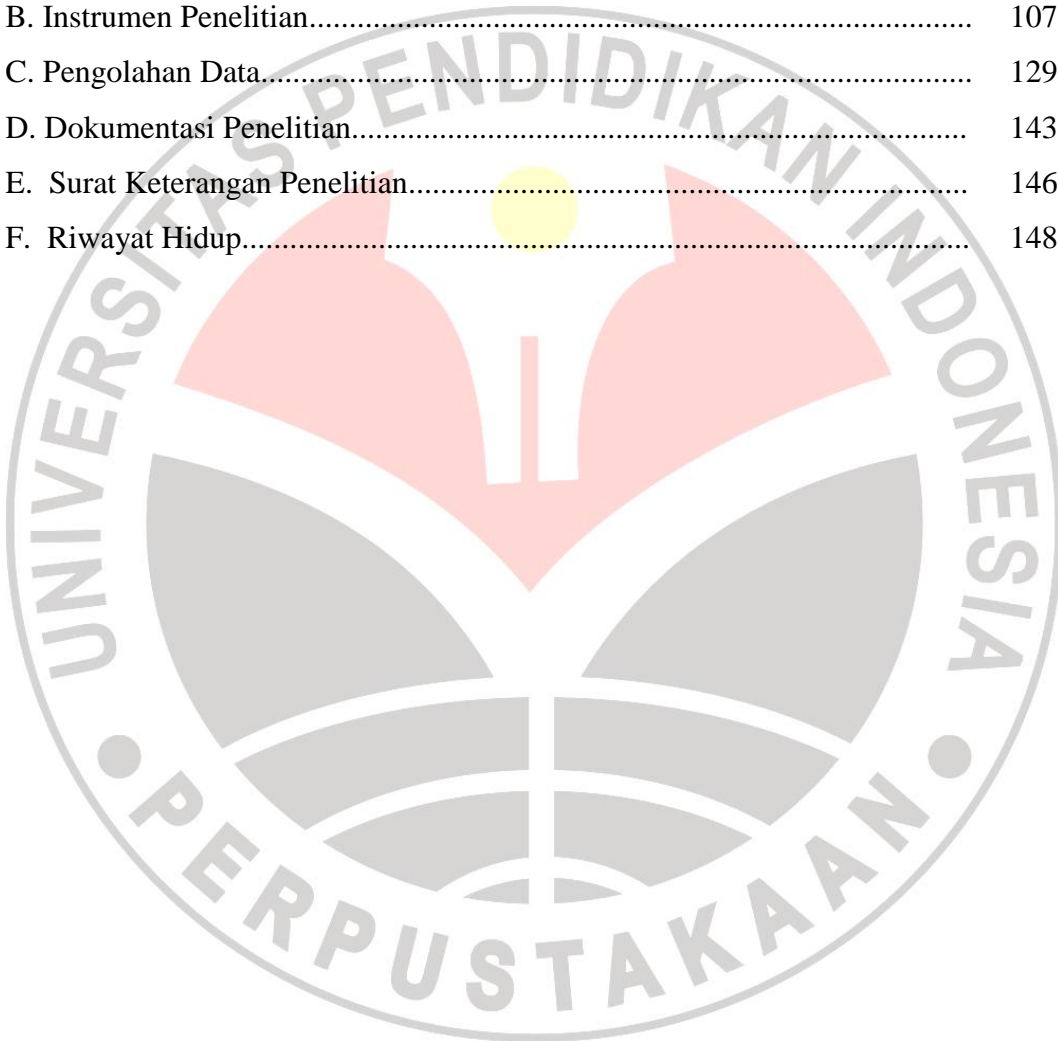 B. Instrumen Penelitian............................................................................... 107
C. Pengolahan Data..................................................................................... 129
D. Dokumentasi Penelitian.......................................................................... 143
E.  Surat Keterangan Penelitian................................................................... 146
F.  Riwayat Hidup....................................................................................... 148
UNIVERSITAS PENDIDIKAN INDONESIA
PERPUSTAKAAN